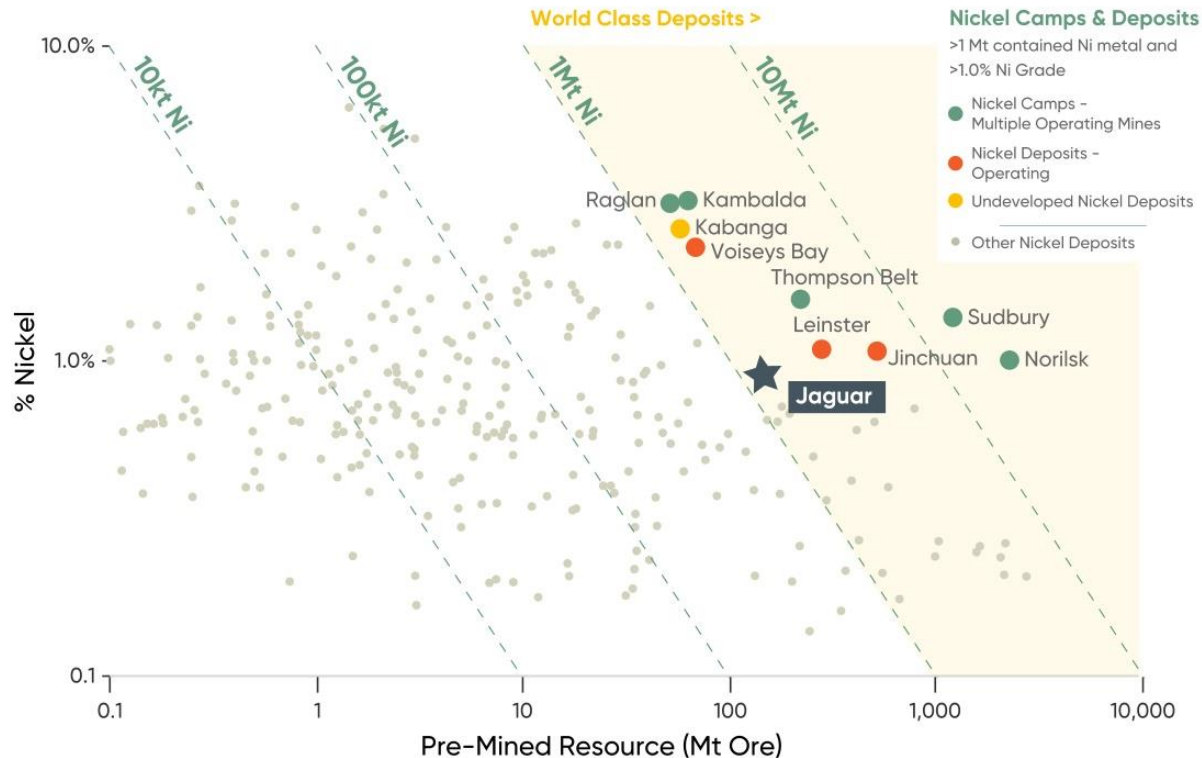 World Class Deposits >
Nickel Camps & Deposits
>1 Mt contained Ni metal and
>1.0% Ni Grade
Nickel Camps -
Multiple Operating Mines
Nickel Deposits -
Operating
Undeveloped Nickel Deposits
Other Nickel Deposits
10.0%
10kt Ni
100kt Ni
1Mt Ni
10Mt Ni
Raglan
Kambalda
Kabanga
Voiseys Bay
Thompson Belt
Leinster
Sudbury
Jinchuan
Norilsk
Jaguar
% Nickel
1.0%
0.1
0.1
1
10
100
1,000
10,000
Pre-Mined Resource (Mt Ore)